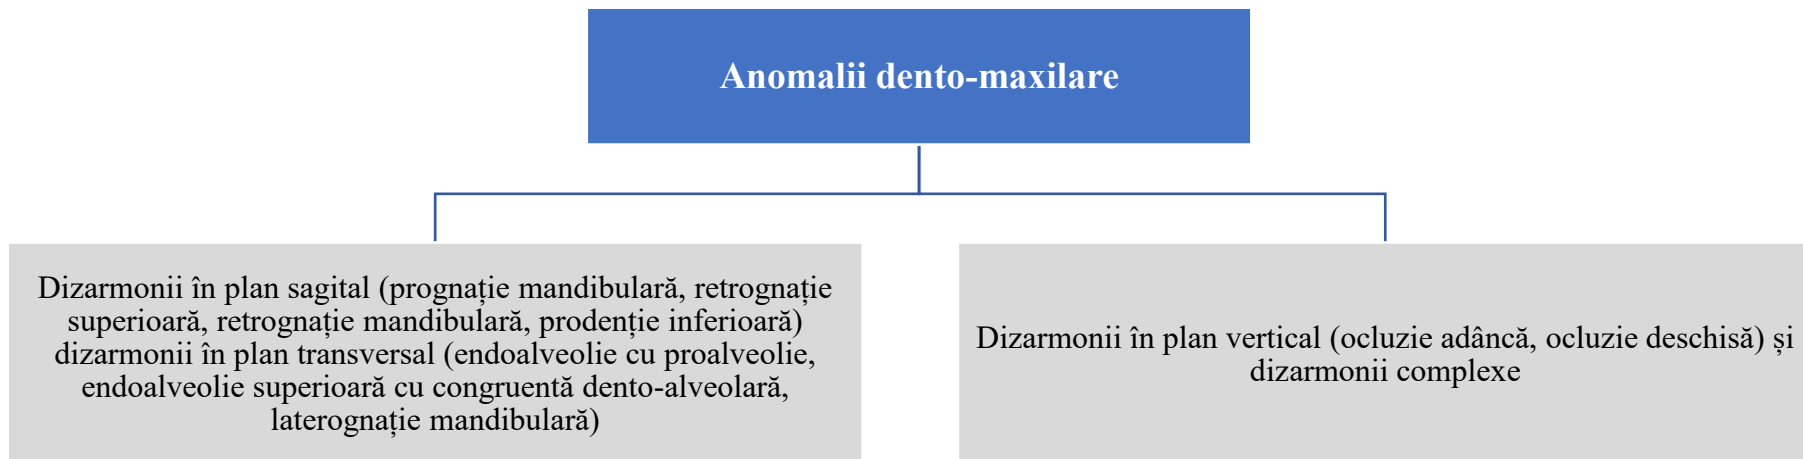 Anomalii dento-maxilare
Dizarmonii în plan sagital (prognație mandibulară, retrognație
superioară, retrognație mandibulară, prodenție inferioară)
dizarmonii în plan transversal (endoalveolie cu proalveolie,
endoalveolie superioară cu congruentă dento-alveolară,
laterognație mandibulară)
Dizarmonii în plan vertical (ocluzie adâncă, ocluzie deschisă) și
dizarmonii complexe